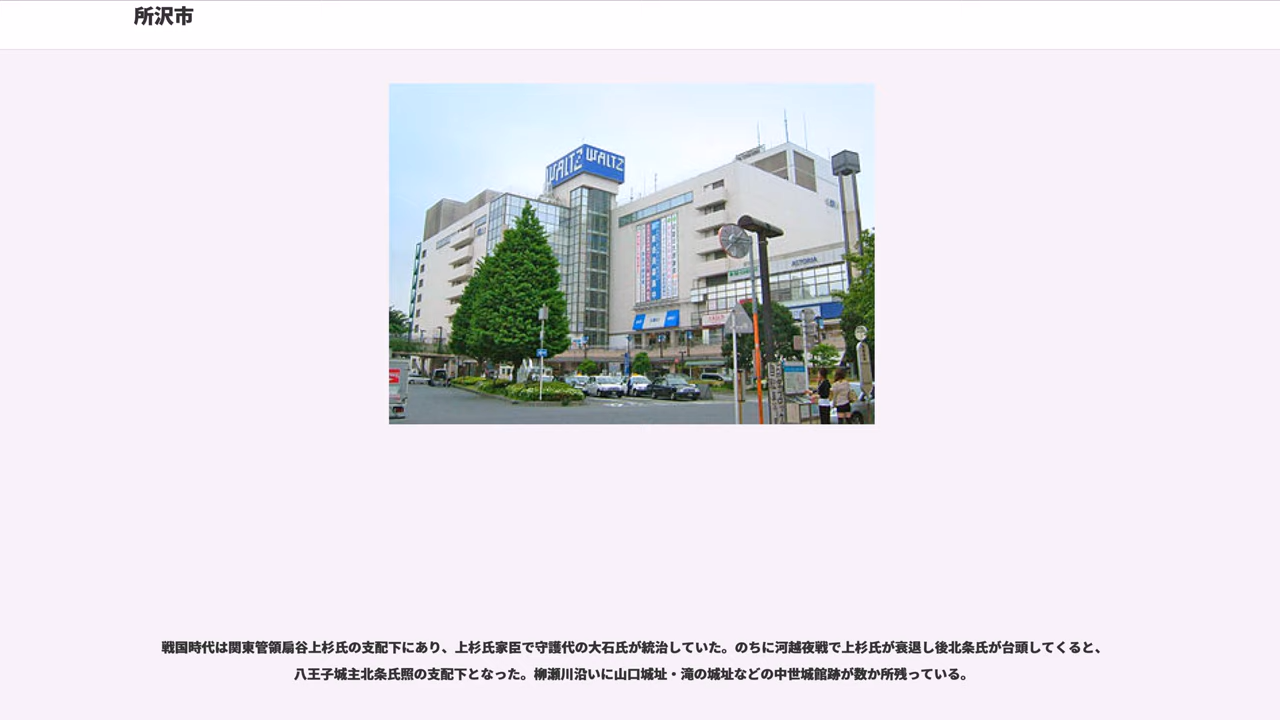 所沢市
WALTZ WALTZ
ASTORIA
戦国時代は関東管領扇谷上杉氏の支配下にあり、上杉氏家臣で守護代の大石氏が統治していた。のちに河越夜戦で上杉氏が衰退し後北条氏が台頭してくると、
八王子城主北条氏照の支配下となった。柳瀬川沿いに山口城址・滝の城址などの中世城館跡が数か所残っている。